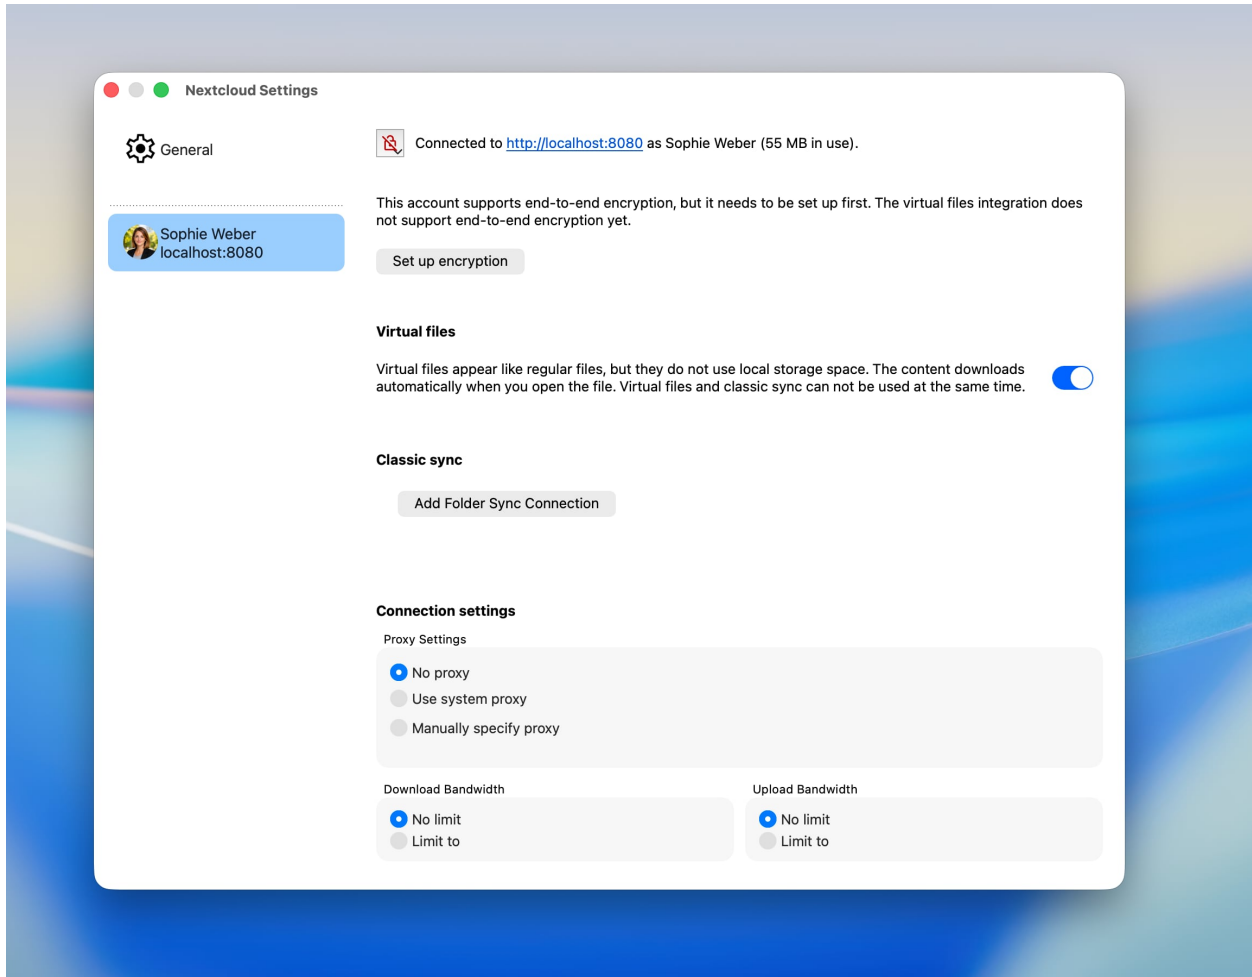 Nextcloud Settings
General
Sophie Weber
localhost:8080
Connected to http://localhost:8080 as Sophie Weber (55 MB in use).
This account supports end-to-end encryption, but it needs to be set up first. The virtual files integration does
not support end-to-end encryption yet.
Set up encryption
Virtual files
Virtual files appear like regular files, but they do not use local storage space. The content downloads
automatically when you open the file. Virtual files and classic sync can not be used at the same time.
Classic sync
Add Folder Sync Connection
Connection settings
Proxy Settings
No proxy
Use system proxy
Manually specify proxy
Download Bandwidth
No limit
Limit to
Upload Bandwidth
No limit
Limit to